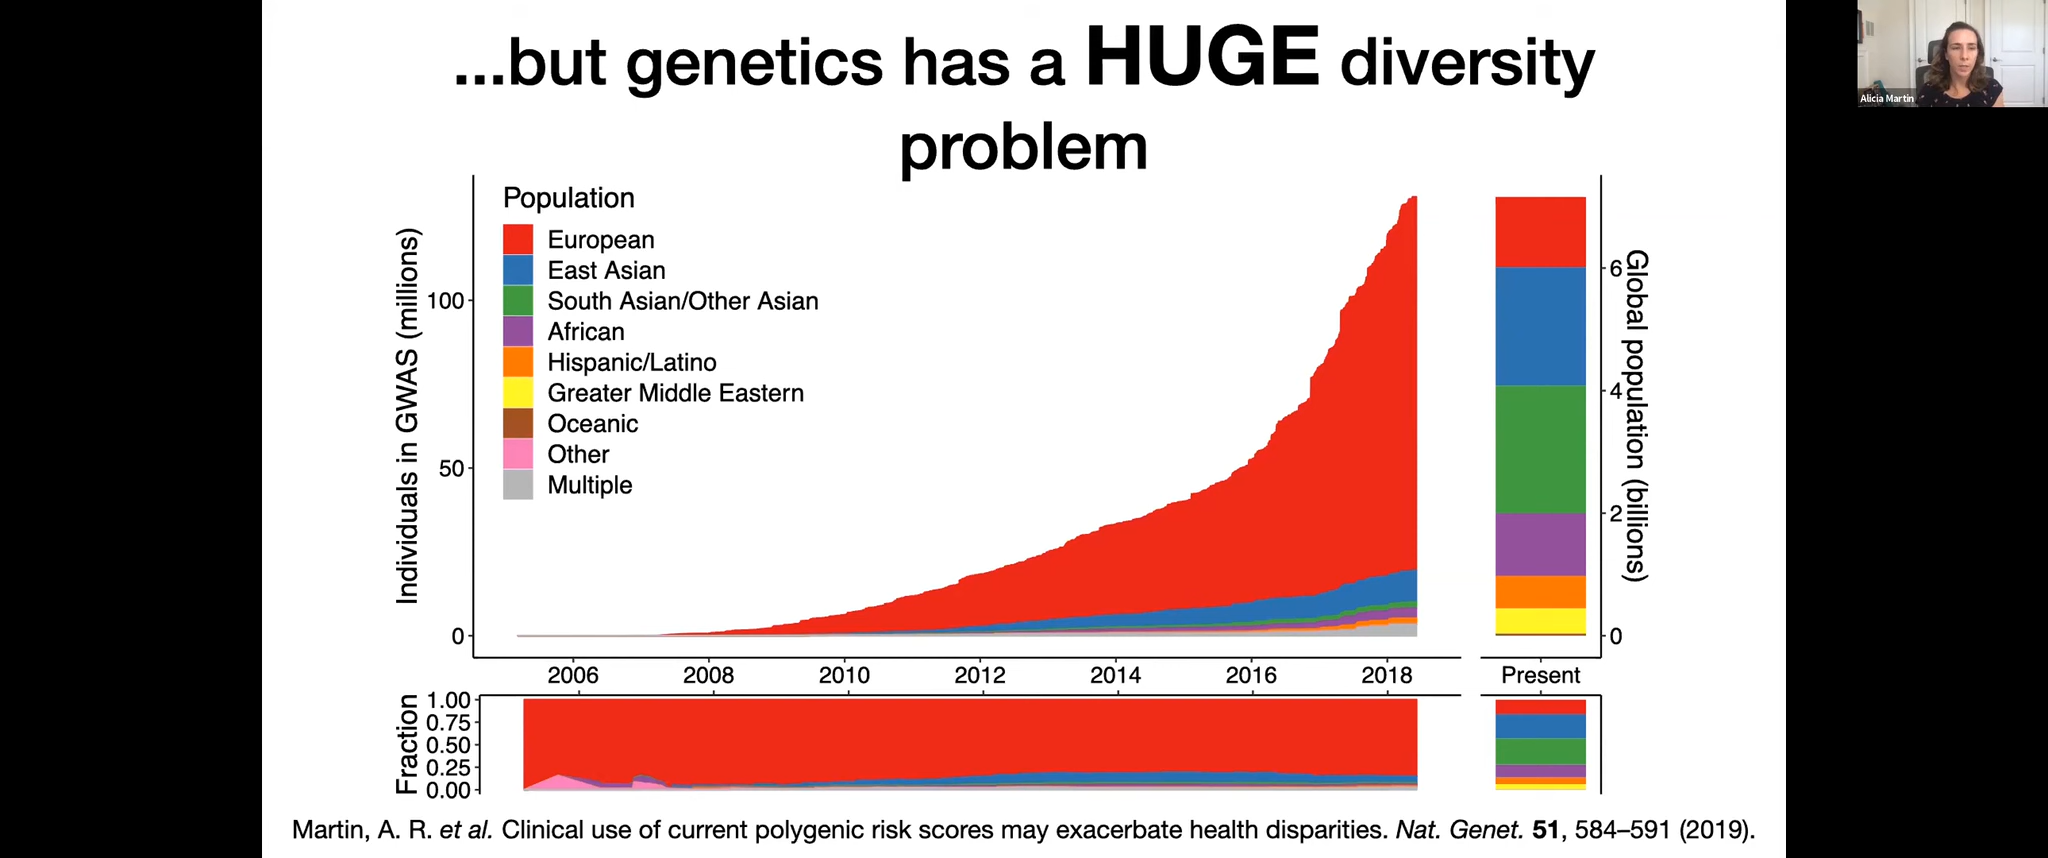 ...but genetics has a HUGE diversity
problem
Alicia Martin
Population
European
East Asian
South Asian/Other Asian
African
Hispanic/Latino
Greater Middle Eastern
Oceanic
Other
Multiple
Individuals in GWAS (millions)
100
50
0
Global population (billions)
6
4
2
0
2006 2008 2010 2012 2014 2016 2018 Present
Fraction
1.00
0.75
0.50
0.25
0.00
Martin, A. R. et al. Clinical use of current polygenic risk scores may exacerbate health disparities. Nat. Genet. 51, 584–591 (2019).